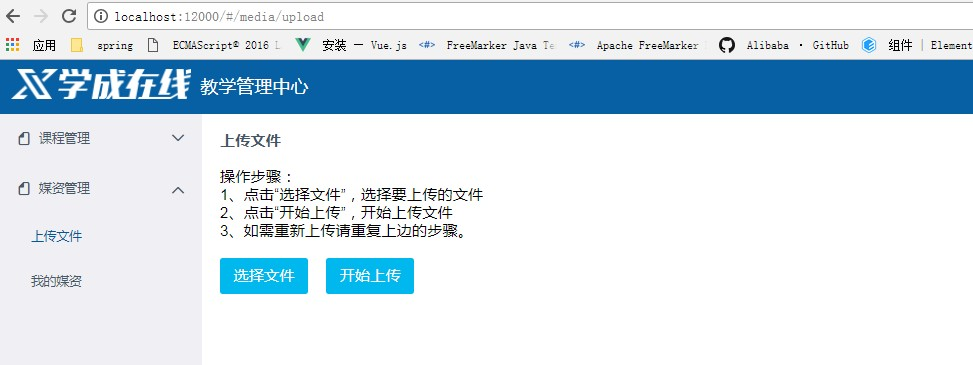 localhost:12000/#/media/upload
应用 spring ECMAScript® 2016 L 安装 — Vue.js FreeMarker Java Te Apache FreeMarker Alibaba · GitHub 组件 | Element
学成在线 教学管理中心
课程管理
媒资管理
上传文件
我的媒资
上传文件
操作步骤：
1、点击“选择文件”，选择要上传的文件
2、点击“开始上传”，开始上传文件
3、如需重新上传请重复上边的步骤。
选择文件 开始上传